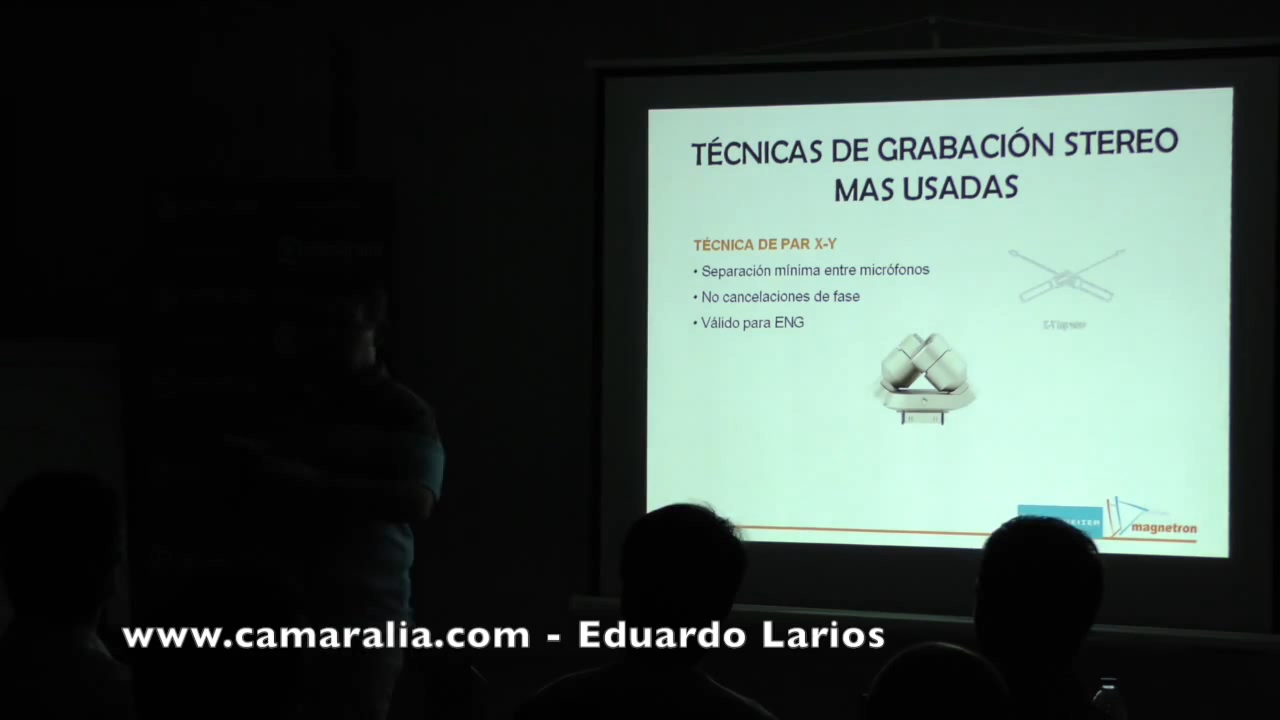 TÉCNICAS DE GRABACIÓN STEREO
MAS USADAS
TÉCNICA DE PAR X-Y
• Separación mínima entre micrófonos
• No cancelaciones de fase
• Válido para ENG
magnetron
www.camaralia.com - Eduardo Larios